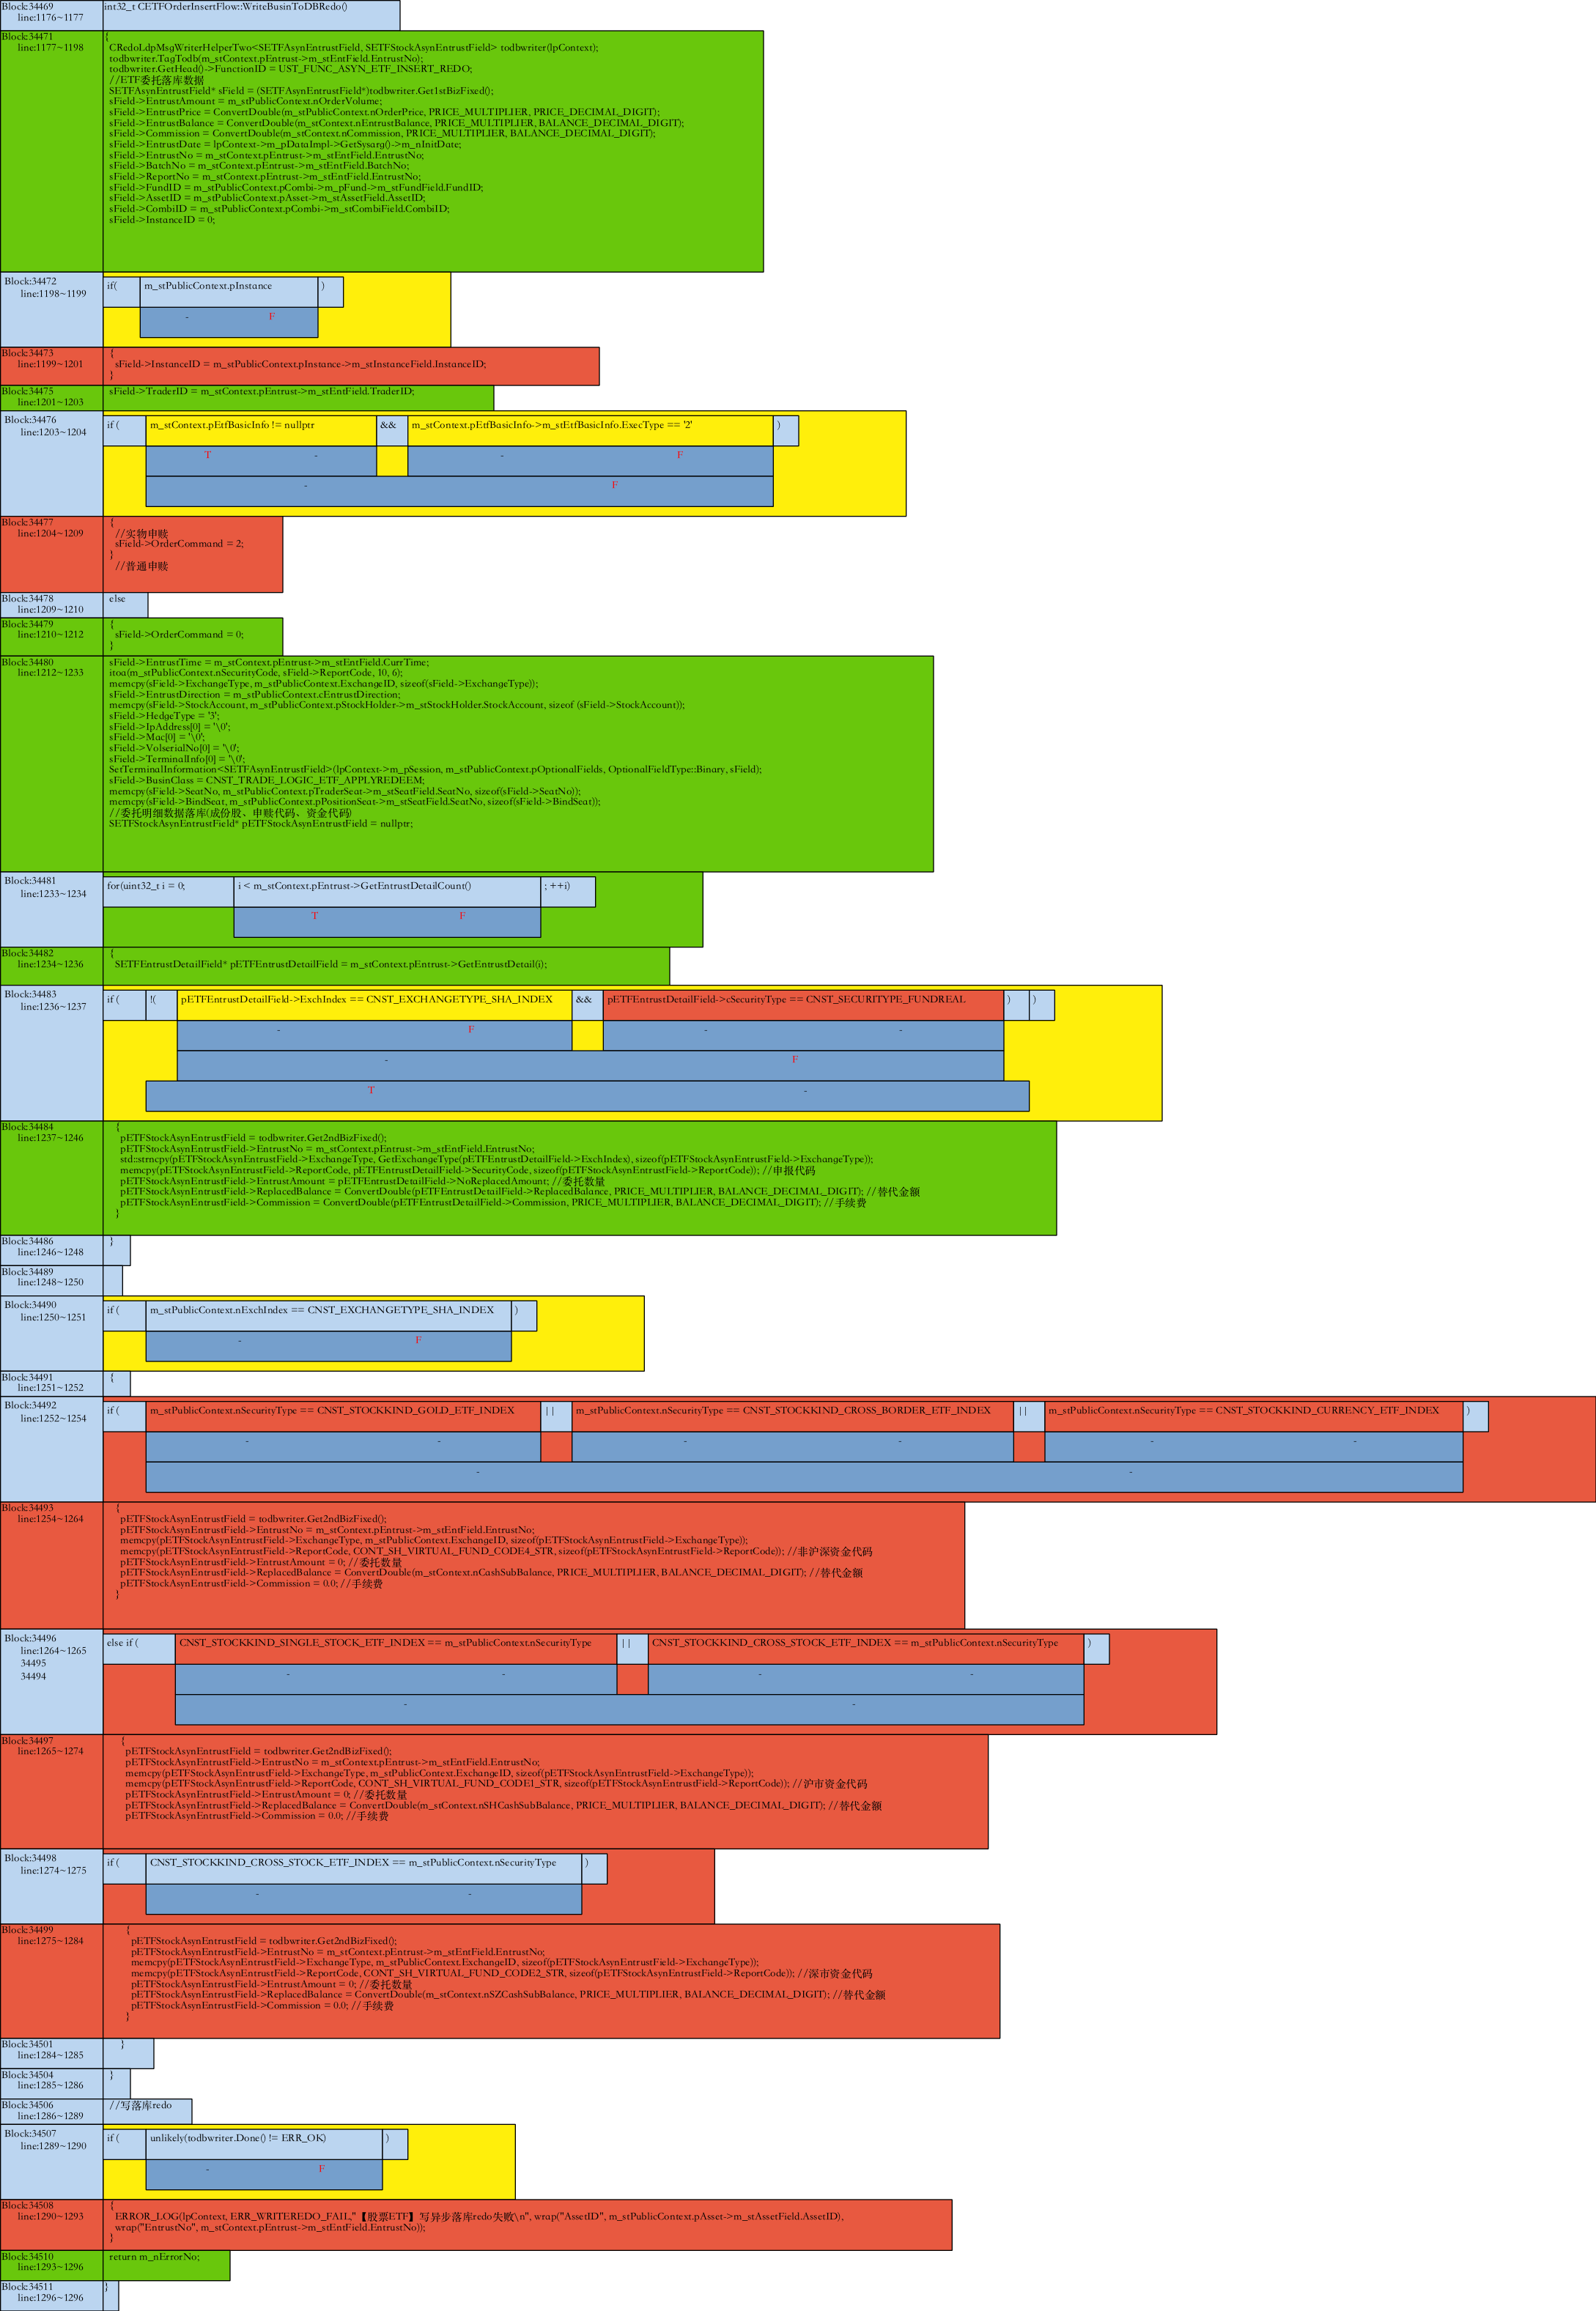 Block:34469
line:1176~1177
int32_t CETFOrderInsertFlow::WriteBusinToDBRedo()
Block:34471
line:1177~1198
{
CRedoLdpMsgWriterHelperTwo<SETFAsynEntrustField, SETFStockAsynEntrustField> todbwriter(lpContext);
todbwriter.TagTodb(m_stContext.pEntrust->m_stEntField.EntrustNo);
todbwriter.GetHead()->FunctionID = UST_FUNC_ASYN_ETF_INSERT_REDO;
//ETF委托落库数据
SETFAsynEntrustField* sField = (SETFAsynEntrustField*)todbwriter.Get1stBizFixed();
sField->EntrustAmount = m_stPublicContext.nOrderVolume;
sField->EntrustPrice = ConvertDouble(m_stPublicContext.nOrderPrice, PRICE_MULTIPLIER, PRICE_DECIMAL_DIGIT);
sField->EntrustBalance = ConvertDouble(m_stContext.nEntrustBalance, PRICE_MULTIPLIER, BALANCE_DECIMAL_DIGIT);
sField->Commission = ConvertDouble(m_stContext.nCommission, PRICE_MULTIPLIER, BALANCE_DECIMAL_DIGIT);
sField->EntrustDate = lpContext->m_pDataImpl->GetSysarg()->m_nInitDate;
sField->EntrustNo = m_stContext.pEntrust->m_stEntField.EntrustNo;
sField->BatchNo = m_stContext.pEntrust->m_stEntField.BatchNo;
sField->ReportNo = m_stContext.pEntrust->m_stEntField.EntrustNo;
sField->FundID = m_stPublicContext.pCombi->m_pFund->m_stFundField.FundID;
sField->AssetID = m_stPublicContext.pAsset->m_stAssetField.AssetID;
sField->CombiID = m_stPublicContext.pCombi->m_stCombiField.CombiID;
sField->InstanceID = 0;
Block:34472
line:1198~1199
if( m_stPublicContext.pInstance )
- F
Block:34473
line:1199~1201
{
sField->InstanceID = m_stPublicContext.pInstance->m_stInstanceField.InstanceID;
}
Block:34475
line:1201~1203
sField->TraderID = m_stContext.pEntrust->m_stEntField.TraderID;
Block:34476
line:1203~1204
if ( m_stContext.pEtfBasicInfo != nullptr && m_stContext.pEtfBasicInfo->m_stEtfBasicInfo.ExecType == '2' )
T - - F
- F
Block:34477
line:1204~1209
{
//实物申赎
sField->OrderCommand = 2;
}
//普通申赎
Block:34478
line:1209~1210
else
Block:34479
line:1210~1212
{
sField->OrderCommand = 0;
}
Block:34480
line:1212~1233
sField->EntrustTime = m_stContext.pEntrust->m_stEntField.CurrTime;
itoa(m_stPublicContext.nSecurityCode, sField->ReportCode, 10, 6);
memcpy(sField->ExchangeType, m_stPublicContext.ExchangeID, sizeof(sField->ExchangeType));
sField->EntrustDirection = m_stPublicContext.cEntrustDirection;
memcpy(sField->StockAccount, m_stPublicContext.pStockHolder->m_stStockHolder.StockAccount, sizeof (sField->StockAccount));
sField->HedgeType = '3';
sField->IpAddress[0] = '\0';
sField->Mac[0] = '\0';
sField->VolserialNo[0] = '\0';
sField->TerminalInfo[0] = '\0';
SetTerminalInformation<SETFAsynEntrustField>(lpContext->m_pSession, m_stPublicContext.pOptionalFields, OptionalFieldType::Binary, sField);
sField->BusinClass = CNST_TRADE_LOGIC_ETF_APPLYREDEEM;
memcpy(sField->SeatNo, m_stPublicContext.pTraderSeat->m_stSeatField.SeatNo, sizeof(sField->SeatNo));
memcpy(sField->BindSeat, m_stPublicContext.pPositionSeat->m_stSeatField.SeatNo, sizeof(sField->BindSeat));
//委托明细数据落库(成份股、申赎代码、资金代码)
SETFStockAsynEntrustField* pETFStockAsynEntrustField = nullptr;
Block:34481
line:1233~1234
for(uint32_t i = 0; i < m_stContext.pEntrust->GetEntrustDetailCount() ; ++i)
T F
Block:34482
line:1234~1236
{
SETFEntrustDetailField* pETFEntrustDetailField = m_stContext.pEntrust->GetEntrustDetail(i);
Block:34483
line:1236~1237
if ( !( pETFEntrustDetailField->ExchIndex == CNST_EXCHANGETYPE_SHA_INDEX && pETFEntrustDetailField->cSecurityType == CNST_SECURITYPE_FUNDREAL ) )
- F - -
- F
T -
Block:34484
line:1237~1246
{
pETFStockAsynEntrustField = todbwriter.Get2ndBizFixed();
pETFStockAsynEntrustField->EntrustNo = m_stContext.pEntrust->m_stEntField.EntrustNo;
std::strncpy(pETFStockAsynEntrustField->ExchangeType, GetExchangeType(pETFEntrustDetailField->ExchIndex), sizeof(pETFStockAsynEntrustField->ExchangeType));
memcpy(pETFStockAsynEntrustField->ReportCode, pETFEntrustDetailField->SecurityCode, sizeof(pETFStockAsynEntrustField->ReportCode)); //申报代码
pETFStockAsynEntrustField->EntrustAmount = pETFEntrustDetailField->NoReplacedAmount; //委托数量
pETFStockAsynEntrustField->ReplacedBalance = ConvertDouble(pETFEntrustDetailField->ReplacedBalance, PRICE_MULTIPLIER, BALANCE_DECIMAL_DIGIT); //替代金额
pETFStockAsynEntrustField->Commission = ConvertDouble(pETFEntrustDetailField->Commission, PRICE_MULTIPLIER, BALANCE_DECIMAL_DIGIT); //手续费
}
Block:34486
line:1246~1248
}
Block:34489
line:1248~1250
Block:34490
line:1250~1251
if ( m_stPublicContext.nExchIndex == CNST_EXCHANGETYPE_SHA_INDEX )
- F
Block:34491
line:1251~1252
{
Block:34492
line:1252~1254
if ( m_stPublicContext.nSecurityType == CNST_STOCKKIND_GOLD_ETF_INDEX || m_stPublicContext.nSecurityType == CNST_STOCKKIND_CROSS_BORDER_ETF_INDEX || m_stPublicContext.nSecurityType == CNST_STOCKKIND_CURRENCY_ETF_INDEX )
- - - - - -
- -
Block:34493
line:1254~1264
{
pETFStockAsynEntrustField = todbwriter.Get2ndBizFixed();
pETFStockAsynEntrustField->EntrustNo = m_stContext.pEntrust->m_stEntField.EntrustNo;
memcpy(pETFStockAsynEntrustField->ExchangeType, m_stPublicContext.ExchangeID, sizeof(pETFStockAsynEntrustField->ExchangeType));
memcpy(pETFStockAsynEntrustField->ReportCode, CONT_SH_VIRTUAL_FUND_CODE4_STR, sizeof(pETFStockAsynEntrustField->ReportCode)); //非沪深资金代码
pETFStockAsynEntrustField->EntrustAmount = 0; //委托数量
pETFStockAsynEntrustField->ReplacedBalance = ConvertDouble(m_stContext.nCashSubBalance, PRICE_MULTIPLIER, BALANCE_DECIMAL_DIGIT); //替代金额
pETFStockAsynEntrustField->Commission = 0.0; //手续费
}
Block:34496
line:1264~1265
34495
34494
else if ( CNST_STOCKKIND_SINGLE_STOCK_ETF_INDEX == m_stPublicContext.nSecurityType || CNST_STOCKKIND_CROSS_STOCK_ETF_INDEX == m_stPublicContext.nSecurityType )
- - - -
- -
Block:34497
line:1265~1274
{
pETFStockAsynEntrustField = todbwriter.Get2ndBizFixed();
pETFStockAsynEntrustField->EntrustNo = m_stContext.pEntrust->m_stEntField.EntrustNo;
memcpy(pETFStockAsynEntrustField->ExchangeType, m_stPublicContext.ExchangeID, sizeof(pETFStockAsynEntrustField->ExchangeType));
memcpy(pETFStockAsynEntrustField->ReportCode, CONT_SH_VIRTUAL_FUND_CODE1_STR, sizeof(pETFStockAsynEntrustField->ReportCode)); //沪市资金代码
pETFStockAsynEntrustField->EntrustAmount = 0; //委托数量
pETFStockAsynEntrustField->ReplacedBalance = ConvertDouble(m_stContext.nSHCashSubBalance, PRICE_MULTIPLIER, BALANCE_DECIMAL_DIGIT); //替代金额
pETFStockAsynEntrustField->Commission = 0.0; //手续费
Block:34498
line:1274~1275
if ( CNST_STOCKKIND_CROSS_STOCK_ETF_INDEX == m_stPublicContext.nSecurityType )
- -
Block:34499
line:1275~1284
{
pETFStockAsynEntrustField = todbwriter.Get2ndBizFixed();
pETFStockAsynEntrustField->EntrustNo = m_stContext.pEntrust->m_stEntField.EntrustNo;
memcpy(pETFStockAsynEntrustField->ExchangeType, m_stPublicContext.ExchangeID, sizeof(pETFStockAsynEntrustField->ExchangeType));
memcpy(pETFStockAsynEntrustField->ReportCode, CONT_SH_VIRTUAL_FUND_CODE2_STR, sizeof(pETFStockAsynEntrustField->ReportCode)); //深市资金代码
pETFStockAsynEntrustField->EntrustAmount = 0; //委托数量
pETFStockAsynEntrustField->ReplacedBalance = ConvertDouble(m_stContext.nSZCashSubBalance, PRICE_MULTIPLIER, BALANCE_DECIMAL_DIGIT); //替代金额
pETFStockAsynEntrustField->Commission = 0.0; //手续费
}
Block:34501
line:1284~1285
}
Block:34504
line:1285~1286
}
Block:34506
line:1286~1289
//写落库redo
Block:34507
line:1289~1290
if ( unlikely(todbwriter.Done() != ERR_OK) )
- F
Block:34508
line:1290~1293
{
ERROR_LOG(lpContext, ERR_WRITEREDO_FAIL,"【股票ETF】写异步落库redo失败\n", wrap("AssetID", m_stPublicContext.pAsset->m_stAssetField.AssetID),
wrap("EntrustNo", m_stContext.pEntrust->m_stEntField.EntrustNo));
}
Block:34510
line:1293~1296
return m_nErrorNo;
Block:34511
line:1296~1296
}